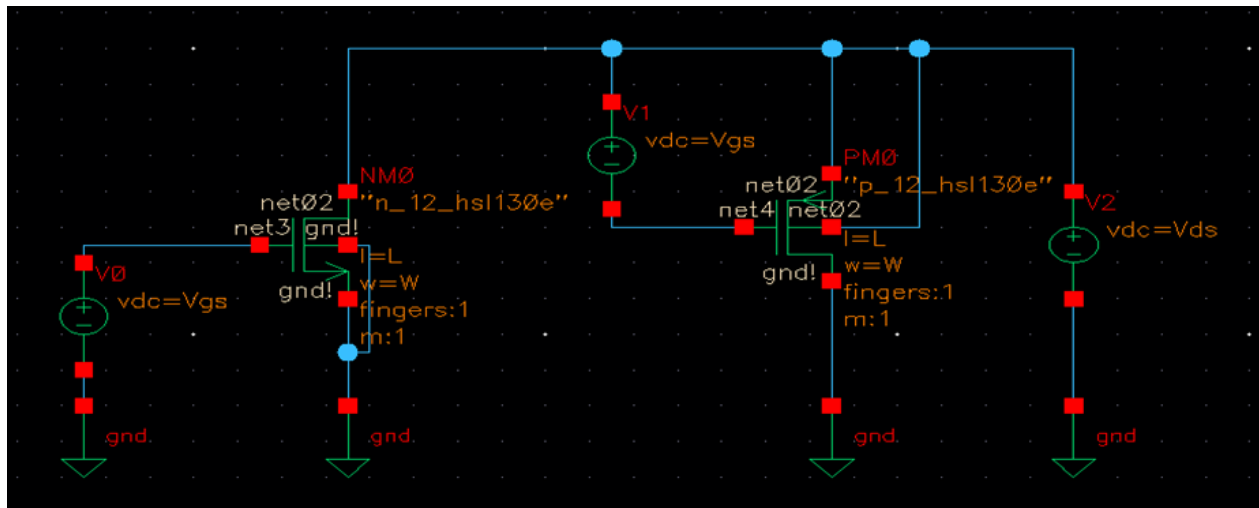 V1
vdc=Vgs
NM0
"n_12_hsl130e"
net02
net3
gnd!
l=L
w=W
gnd!
fingers:1
m:1
V0
vdc=Vgs
PM0
"p_12_hsl130e"
net02
net4
net02
l=L
w=W
gnd!
fingers:1
m:1
V2
vdc=Vds
gnd
gnd
gnd
gnd